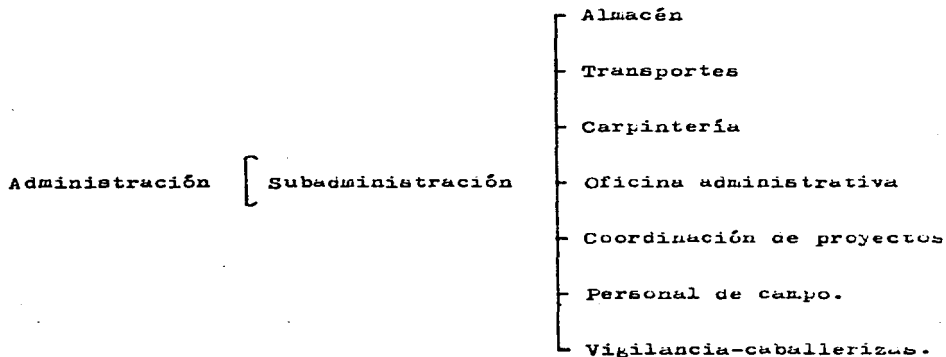 Almacén
Transportes
Carpintería
Administración Subadministración Oficina administrativa
Coordinación de proyectos
Personal de campo.
Vigilancia-caballerizas.